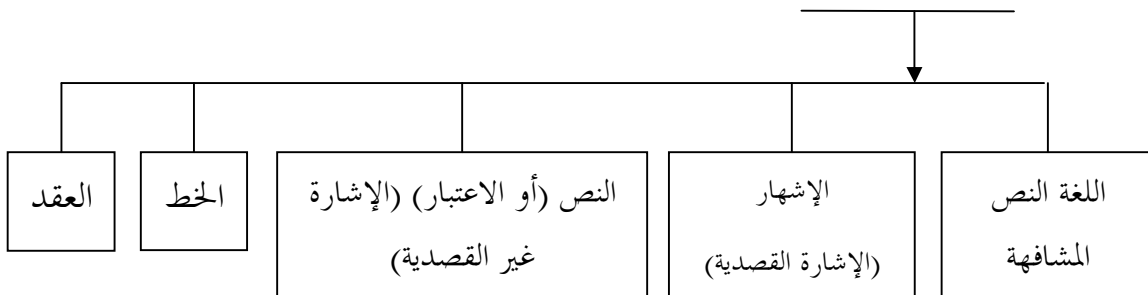 اللغة النص
المشافهة
الإشهار
(الإشارة القصدية)
النص (أو الاعتبار) (الإشارة
غير القصدية)
الخط
العقد